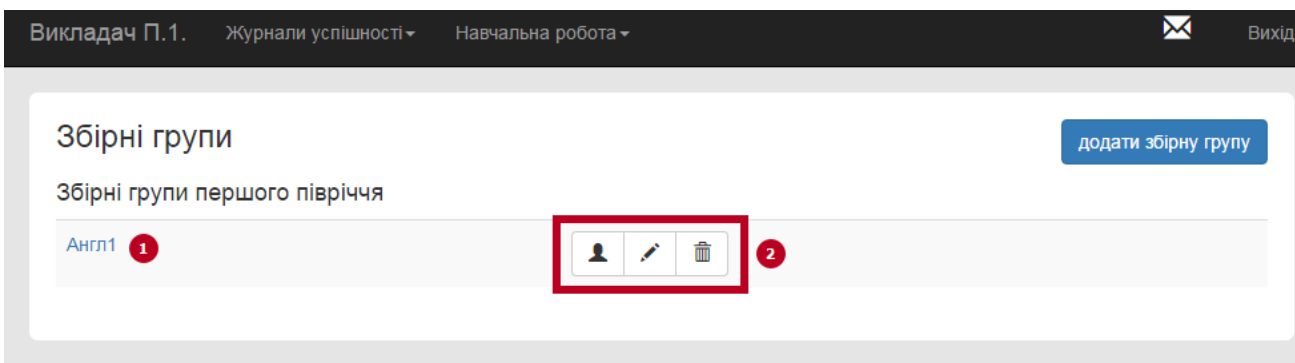 Викладач П.1. Журнали успішності Навчальна робота Вихід
Збірні групи
додати збірну групу
Збірні групи першого півріччя
Англ1 1
2